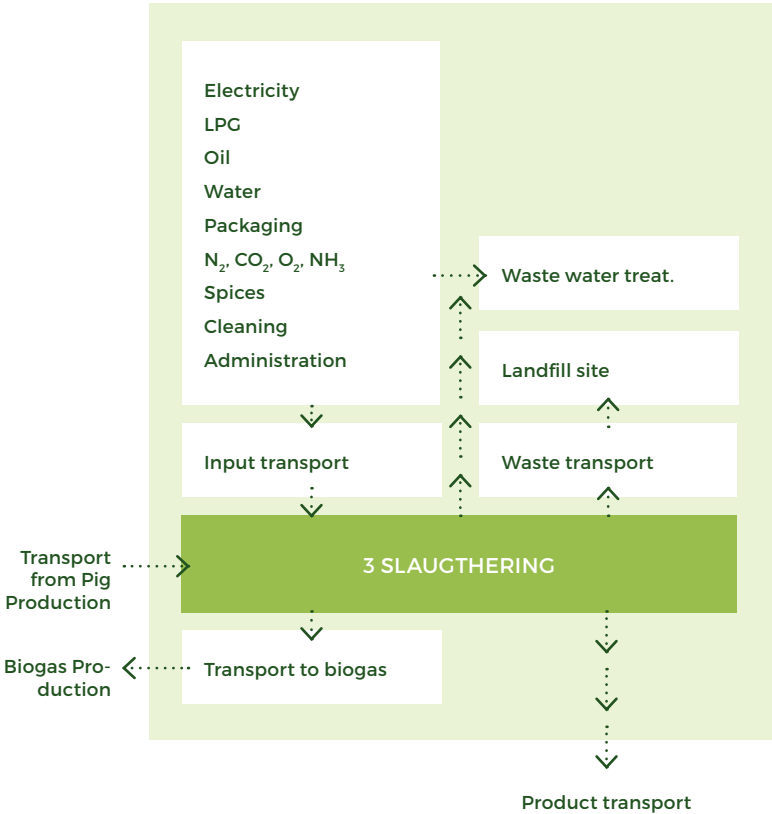 Electricity
LPG
Oil
Water
Packaging
N₂, CO₂, O₂, NH₃
Spices
Cleaning
Administration
Waste water treat.
Landfill site
Input transport
Waste transport
3 SLAUGTHERING
Transport
from Pig
Production
Biogas Pro-
duction
Transport to biogas
Product transport